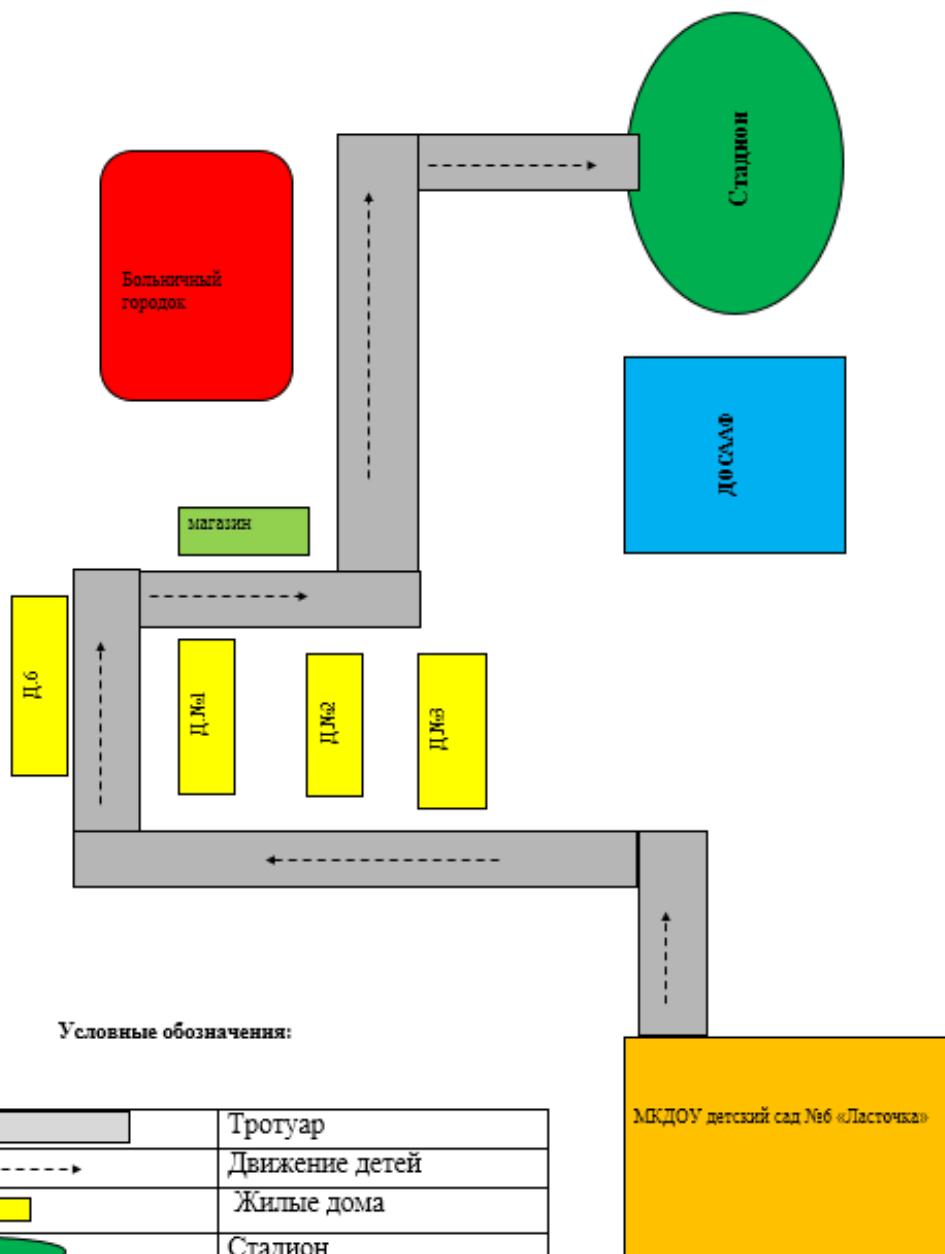 Стадион
Больничный
городок
ДОСААФ
магазин
Д.6
Д.№1
Д.№2
Д.№3
Условные обозначения:
МКДОУ детский сад №6 «Ласточка»
Тротуар
Движение детей
Жилые дома
Стадион